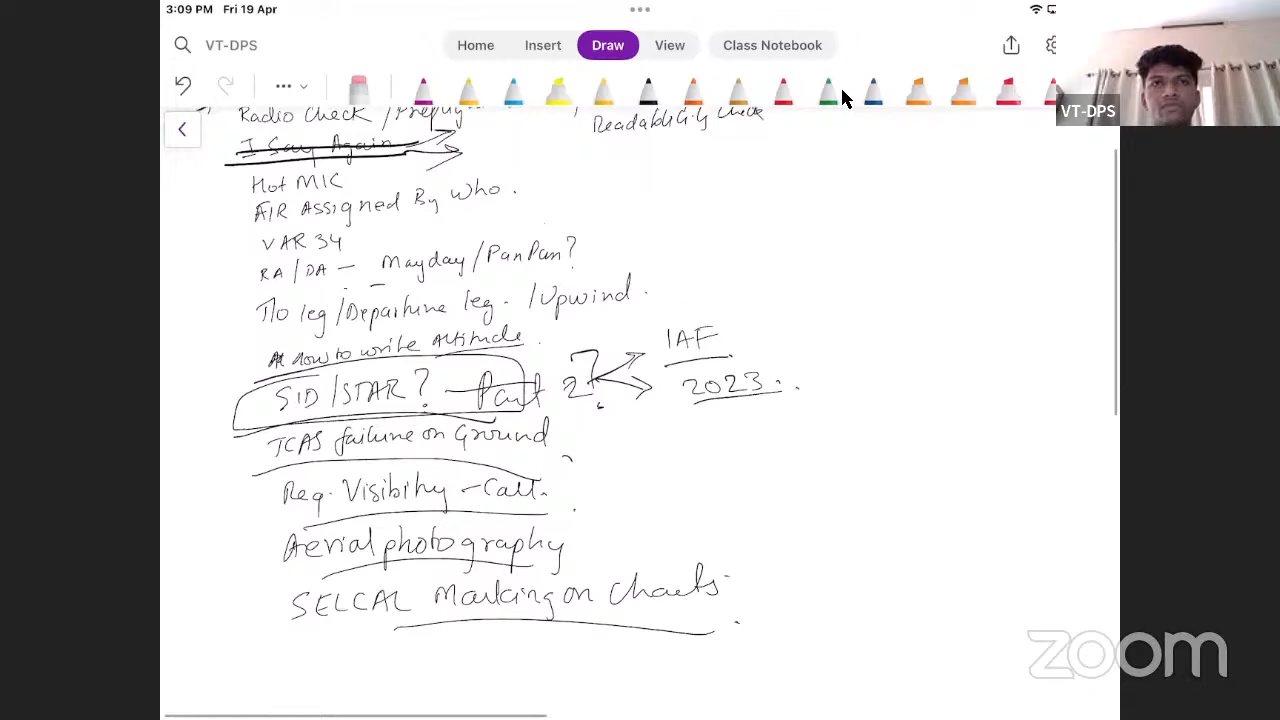 3:09 PM Fri 19 Apr
VT-DPS
Home Insert Draw View Class Notebook
VT-DPS
Radio Check /
Readability Check
I Say Again
Hot MIC
FIR Assigned By Who.
VAR 34
RA/DA - Mayday/PanPan?
T/o leg/Departure leg. /Upwind.
How to write Altitude.
IAF
SID/STAR? - Part 2?
2023..
TCAS failure on Ground
Req. Visibility - Call.
Aerial photography
SELCAL Marking on Charts
zoom